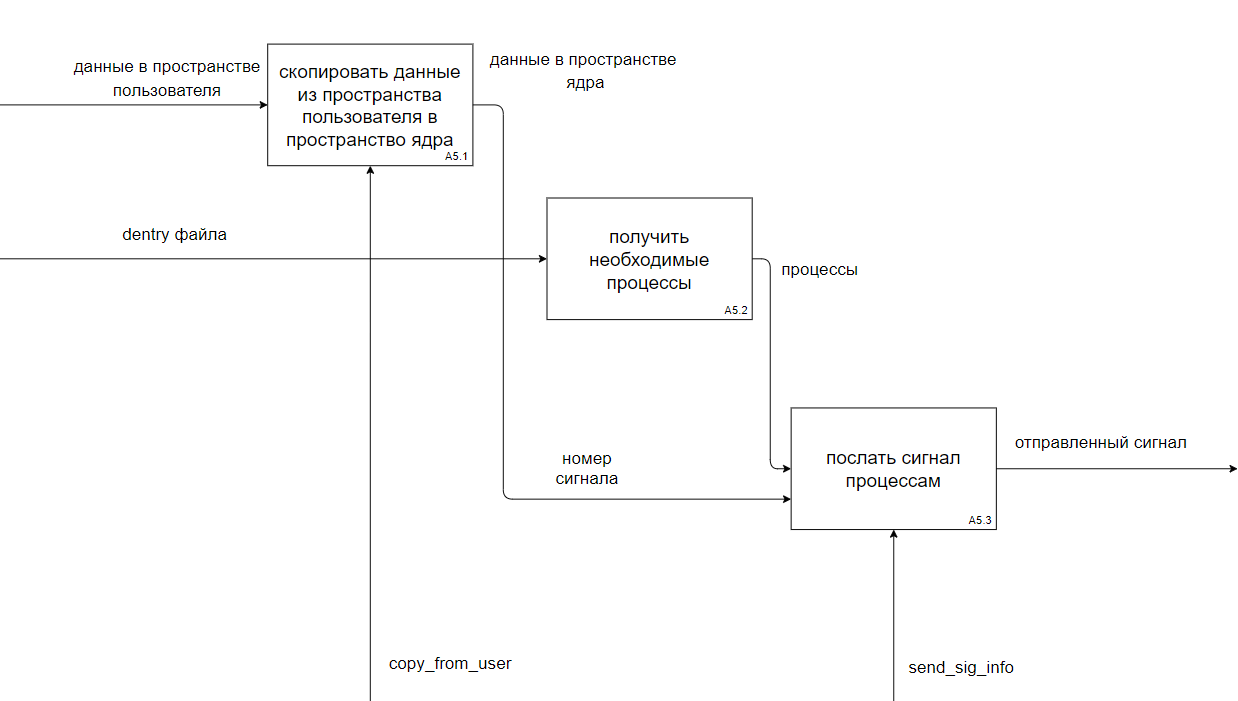 данные в пространстве
пользователя
скопировать данные
из пространства
пользователя в
пространство ядра
A5.1
данные в пространстве
ядра
dentry файла
получить
необходимые
процессы
A5.2
процессы
номер
сигнала
послать сигнал
процессам
A5.3
отправленный сигнал
copy_from_user
send_sig_info